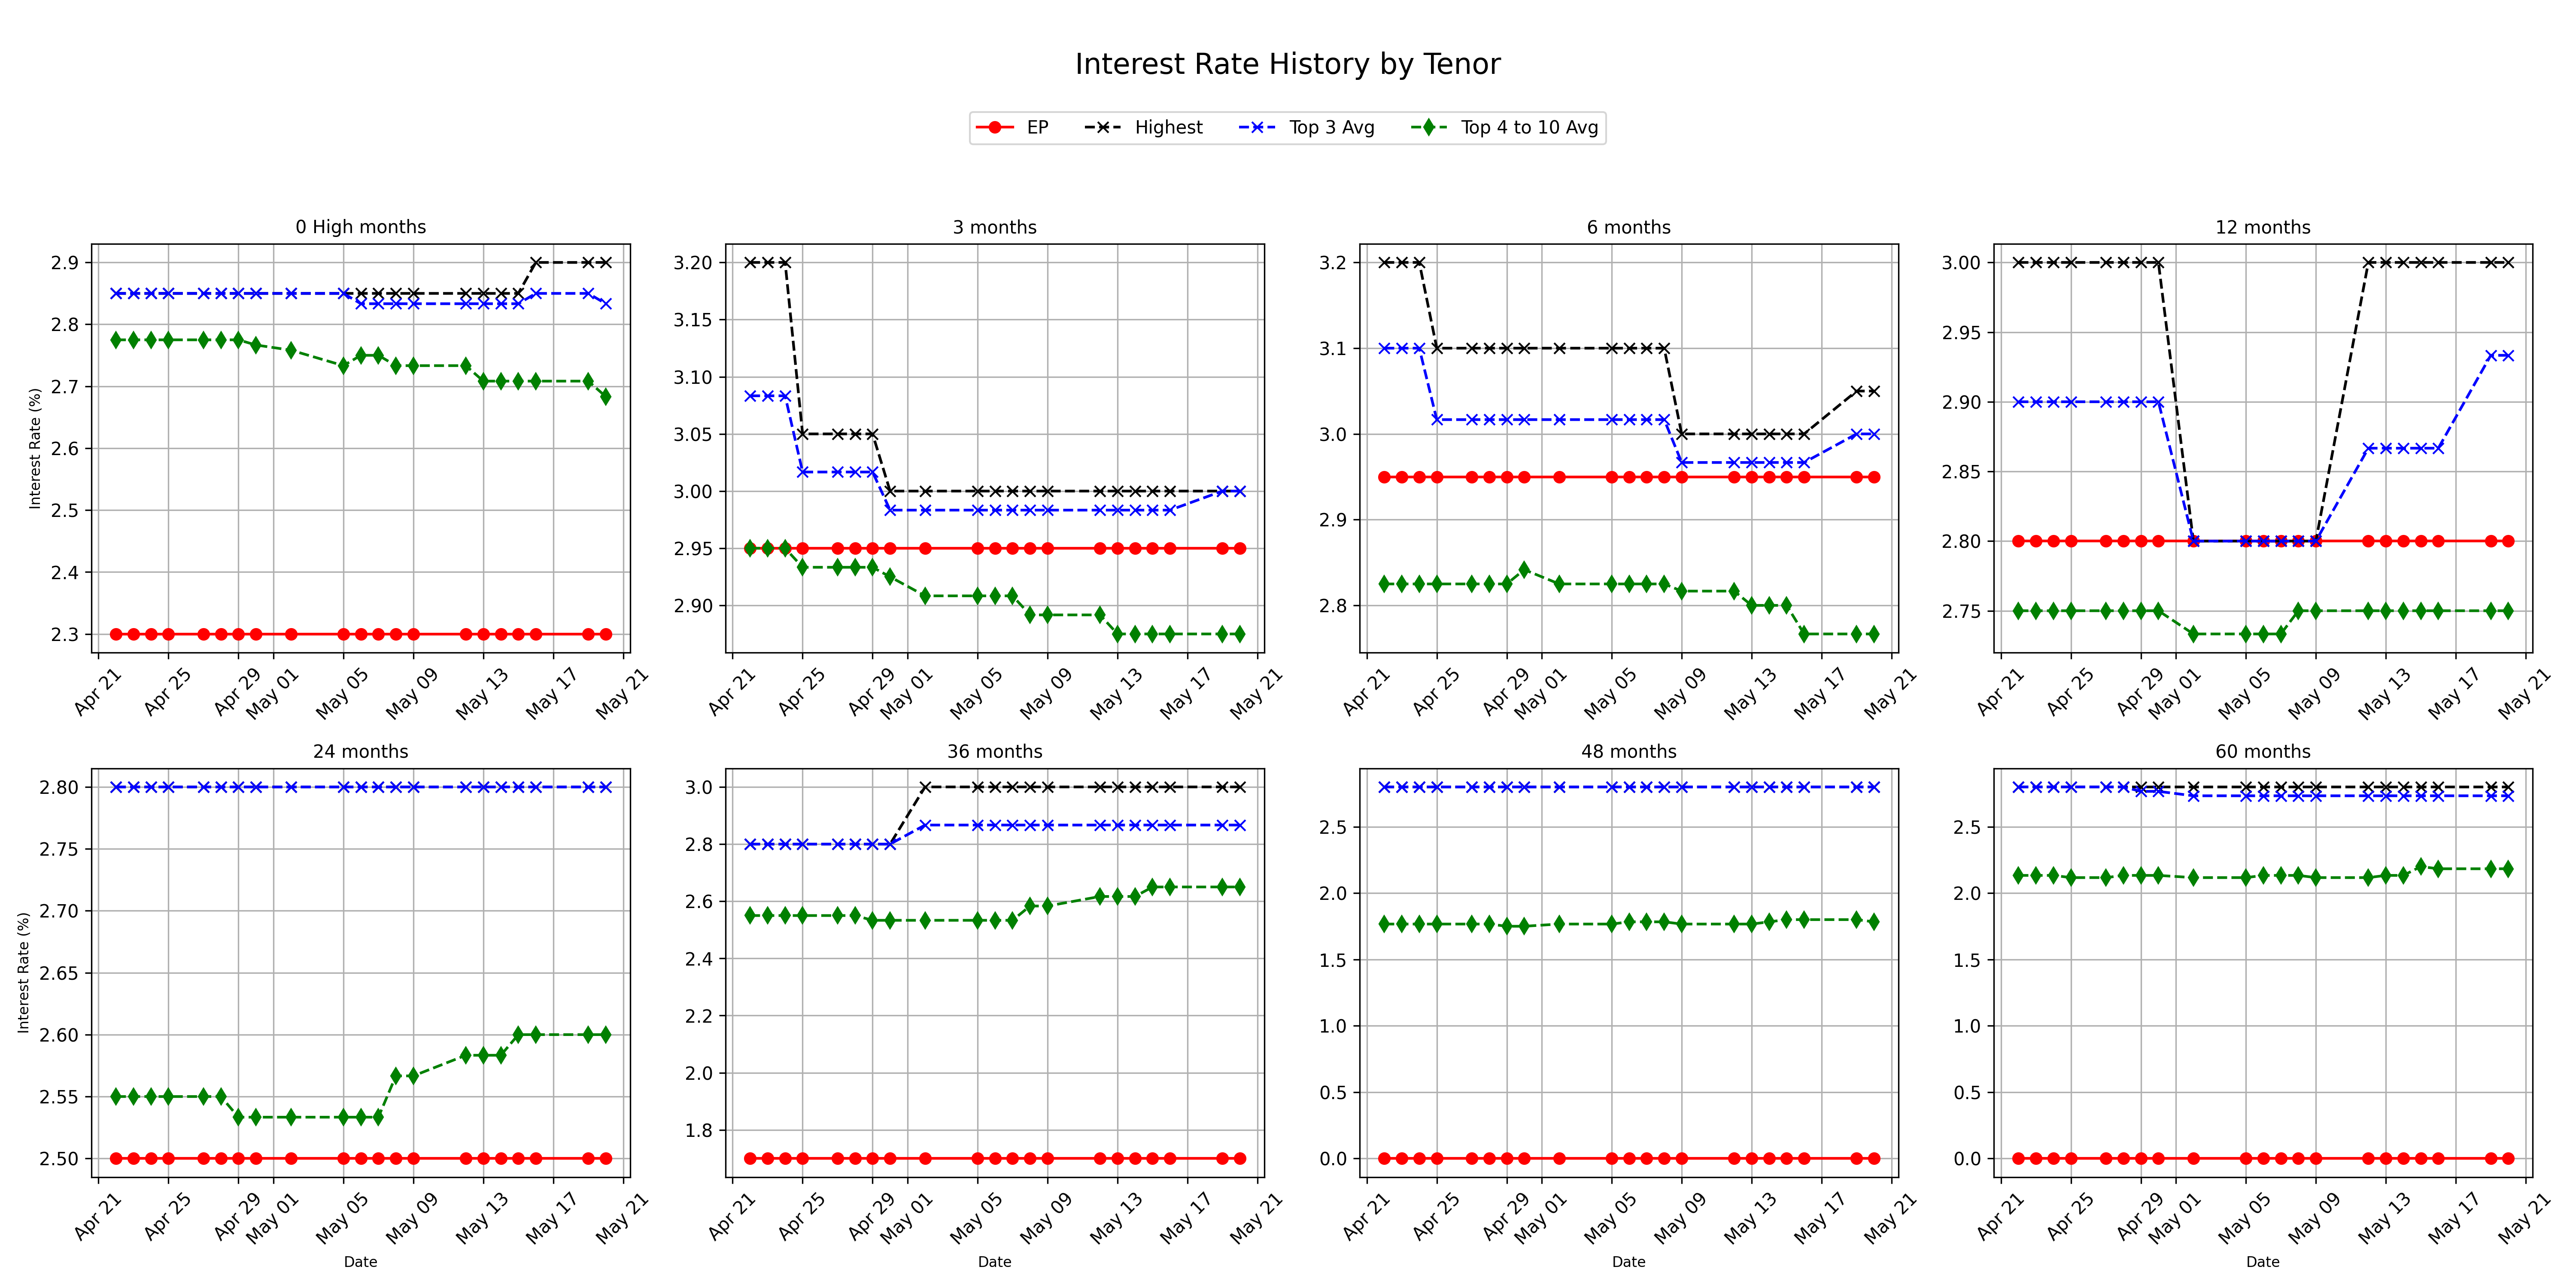 Interest Rate History by Tenor
EP Highest Top 3 Avg Top 4 to 10 Avg
0 High months
Interest Rate (%)
2.9
2.8
2.7
2.6
2.5
2.4
2.3
Apr 21 Apr 25 Apr 29 May 01 May 05 May 09 May 13 May 17 May 21
3 months
3.20
3.15
3.10
3.05
3.00
2.95
2.90
Apr 21 Apr 25 Apr 29 May 01 May 05 May 09 May 13 May 17 May 21
6 months
3.2
3.1
3.0
2.9
2.8
Apr 21 Apr 25 Apr 29 May 01 May 05 May 09 May 13 May 17 May 21
12 months
3.00
2.95
2.90
2.85
2.80
2.75
Apr 21 Apr 25 Apr 29 May 01 May 05 May 09 May 13 May 17 May 21
24 months
Interest Rate (%)
2.80
2.75
2.70
2.65
2.60
2.55
2.50
Apr 21 Apr 25 Apr 29 May 01 May 05 May 09 May 13 May 17 May 21
Date
36 months
3.0
2.8
2.6
2.4
2.2
2.0
1.8
Apr 21 Apr 25 Apr 29 May 01 May 05 May 09 May 13 May 17 May 21
Date
48 months
2.5
2.0
1.5
1.0
0.5
0.0
Apr 21 Apr 25 Apr 29 May 01 May 05 May 09 May 13 May 17 May 21
Date
60 months
2.5
2.0
1.5
1.0
0.5
0.0
Apr 21 Apr 25 Apr 29 May 01 May 05 May 09 May 13 May 17 May 21
Date